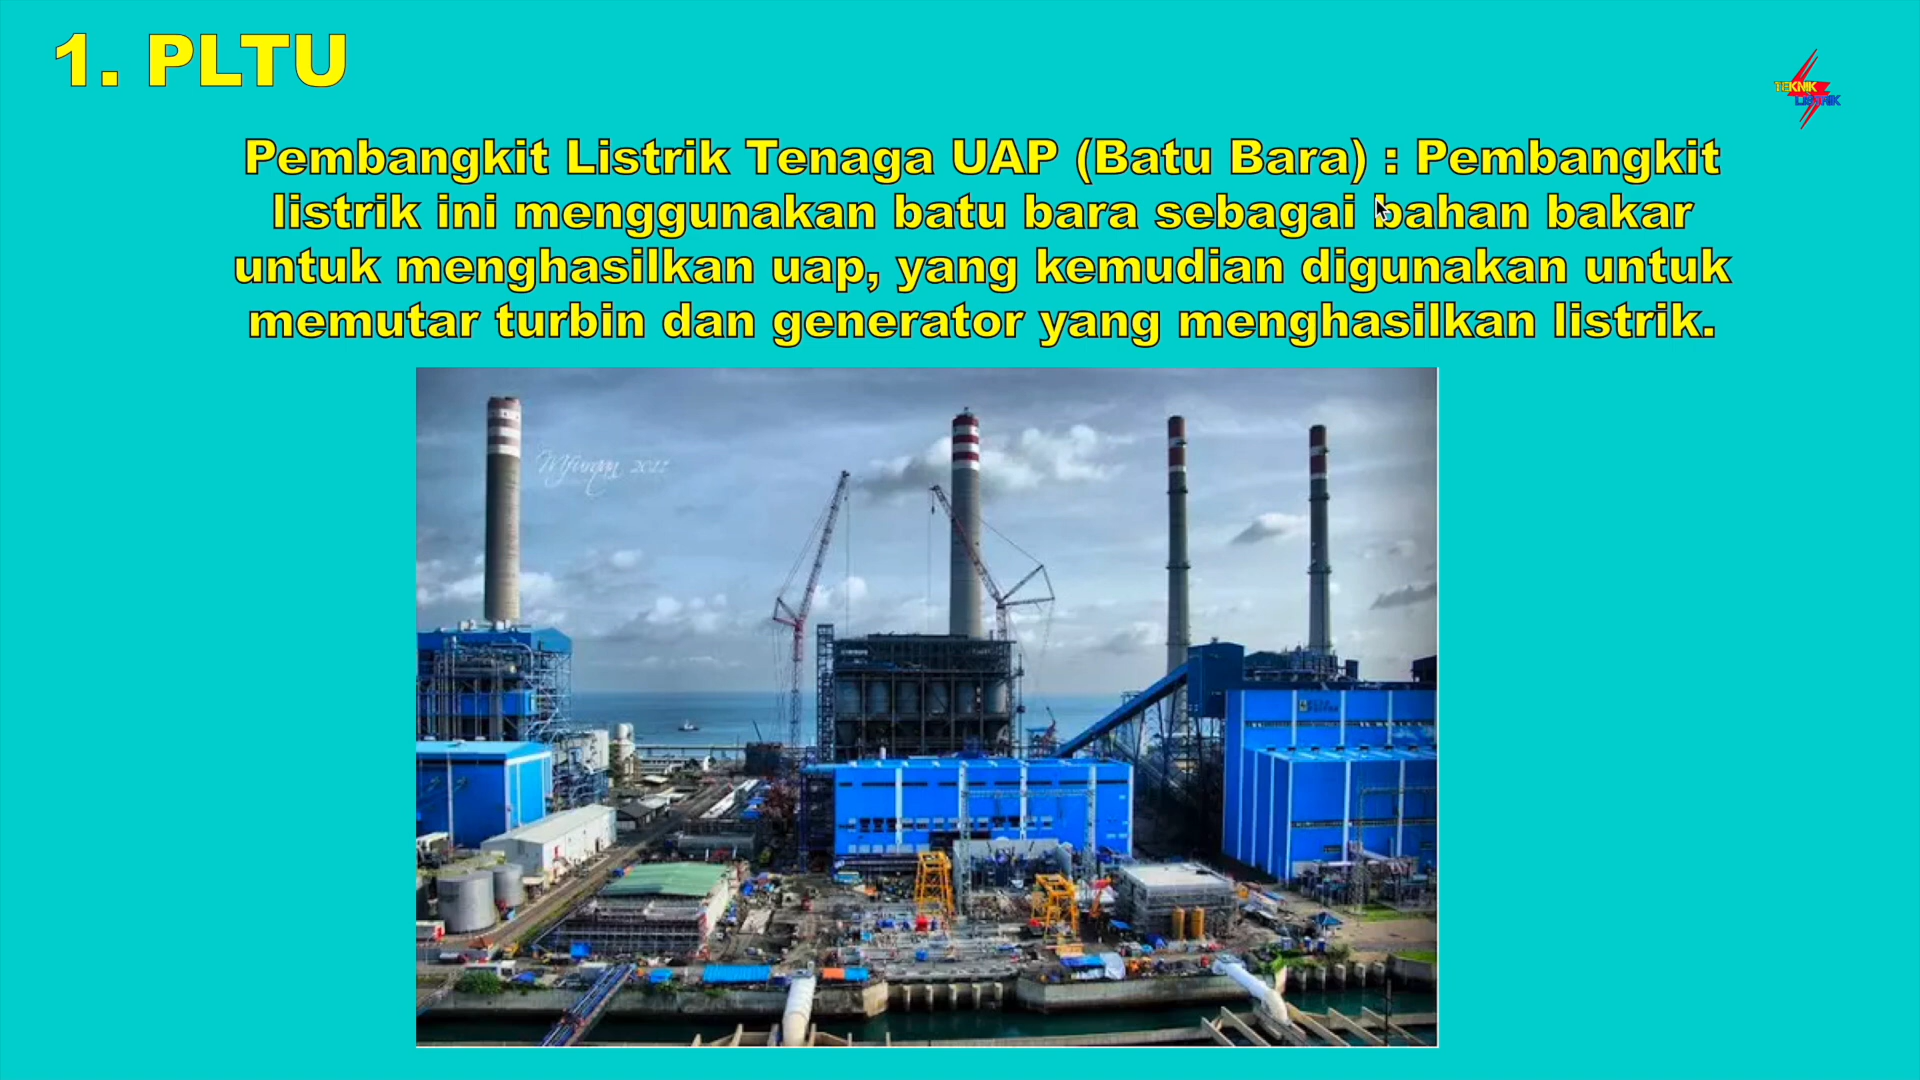 1. PLTU
TEKNIK
LISTRIK
Pembangkit Listrik Tenaga UAP (Batu Bara) : Pembangkit
listrik ini menggunakan batu bara sebagai bahan bakar
untuk menghasilkan uap, yang kemudian digunakan untuk
memutar turbin dan generator yang menghasilkan listrik.